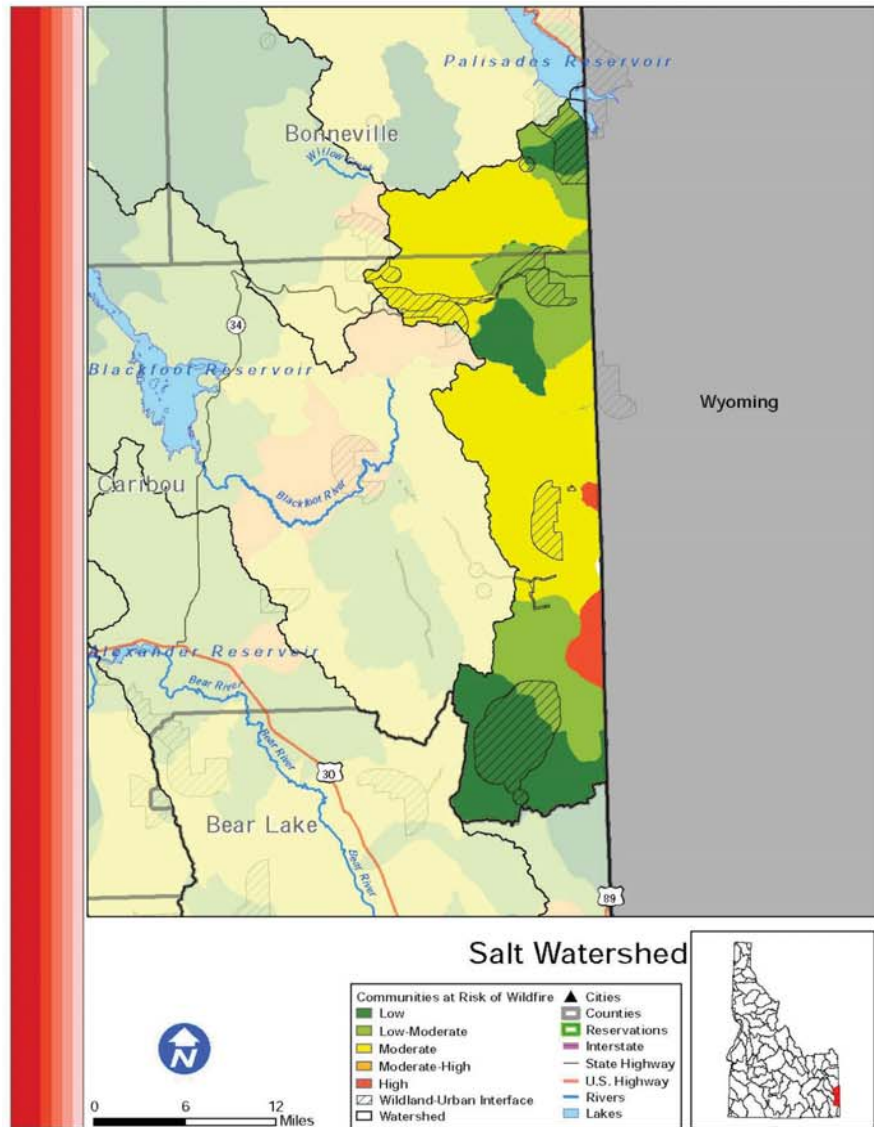 Palisades Reservoir
Bonneville
Willow Creek
34
Blackfoot Reservoir
Wyoming
Caribou
Blackfoot River
Alexander Reservoir
Bear River
Bear River
30
Bear Lake
Bear River
89
Salt Watershed
Communities at Risk of Wildfire
Low
Low-Moderate
Moderate
Moderate-High
High
Wildland-Urban Interface
Watershed
Cities
Counties
Reservations
Interstate
State Highway
U.S. Highway
Rivers
Lakes
N
0 6 12
Miles